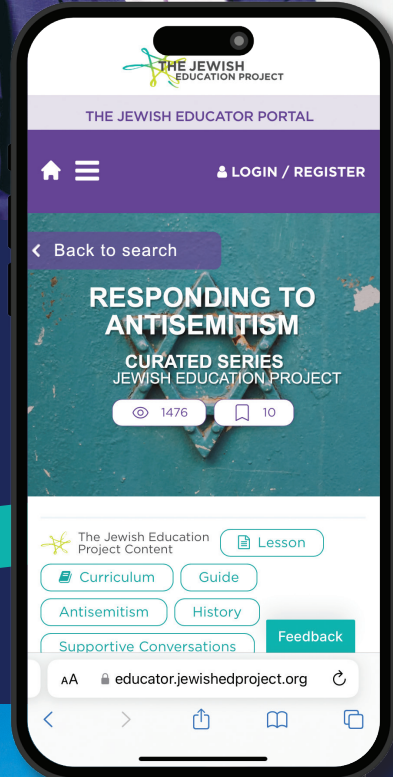 THE JEWISH
EDUCATION PROJECT
THE JEWISH EDUCATOR PORTAL
LOGIN / REGISTER
Back to search
RESPONDING TO
ANTISEMITISM
CURATED SERIES
JEWISH EDUCATION PROJECT
1476 10
The Jewish Education
Project Content
Lesson
Curriculum Guide
Antisemitism History
Supportive Conversations
Feedback
AA educator.jewishedproject.org